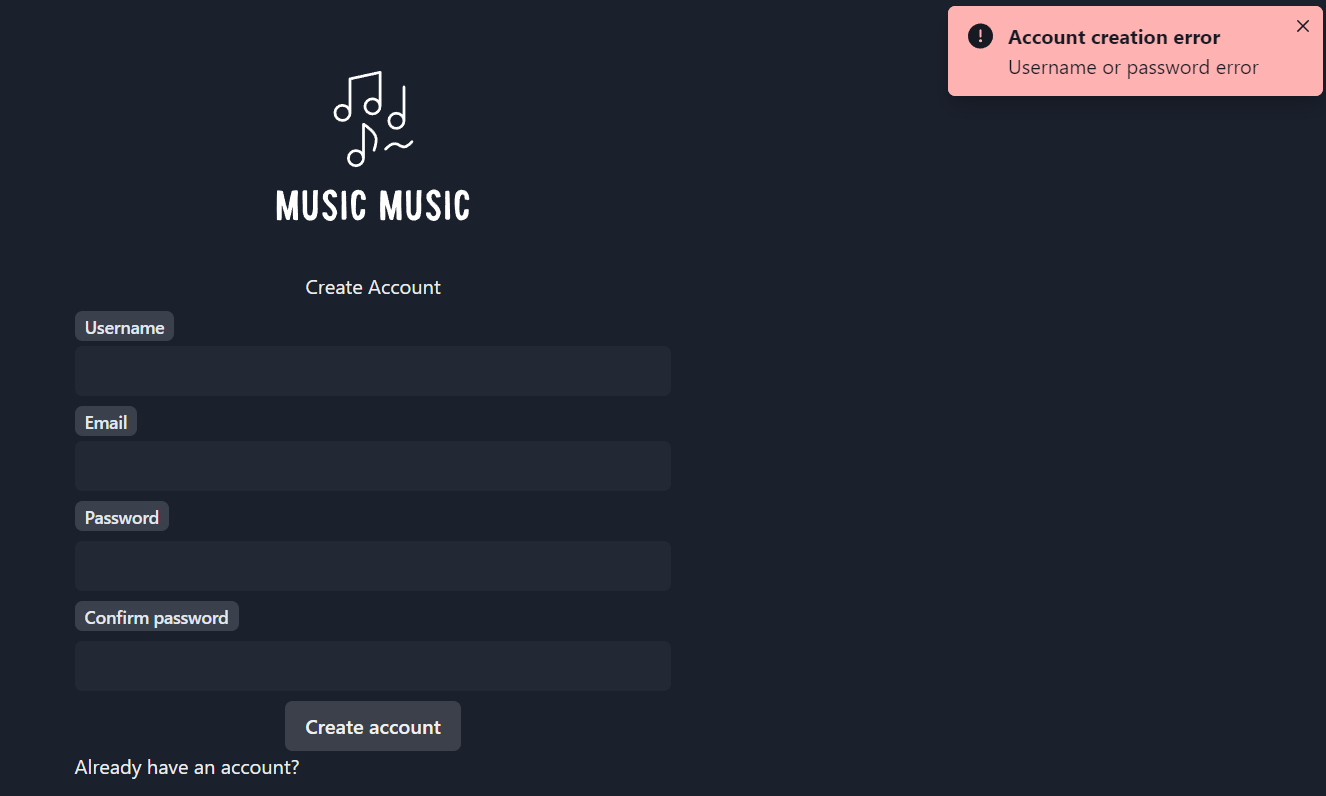 Account creation error
Username or password error
MUSIC MUSIC
Create Account
Username
Email
Password
Confirm password
Create account
Already have an account?